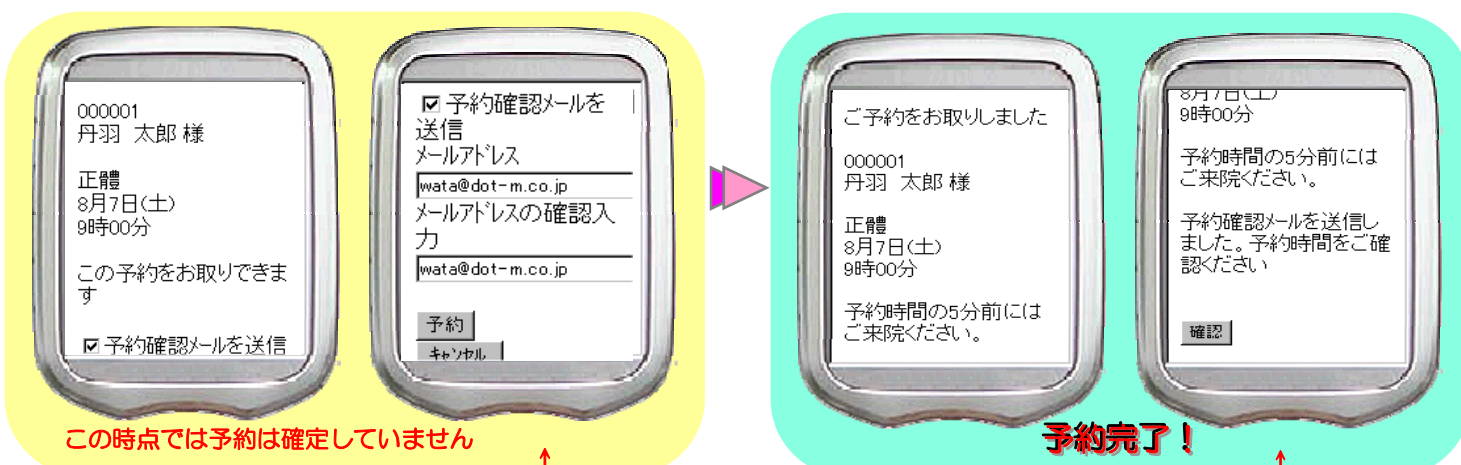 000001
丹羽 太郎 様
正體
8月7日(土)
9時00分
この予約をお取りできま
す
☑ 予約確認メールを送信
☑ 予約確認メールを
送信
メールアドレス
wata@dot-m.co.jp
メールアドレスの確認入
力
wata@dot-m.co.jp
予約
キャンセル
この時点では予約は確定していません
ご予約をお取りしました
000001
丹羽 太郎 様
正體
8月7日(土)
9時00分
予約時間の5分前には
ご来院ください。
8月7日(土)
9時00分
予約時間の5分前には
ご来院ください。
予約確認メールを送信し
ました。予約時間をご確
認ください
確認
予約完了！